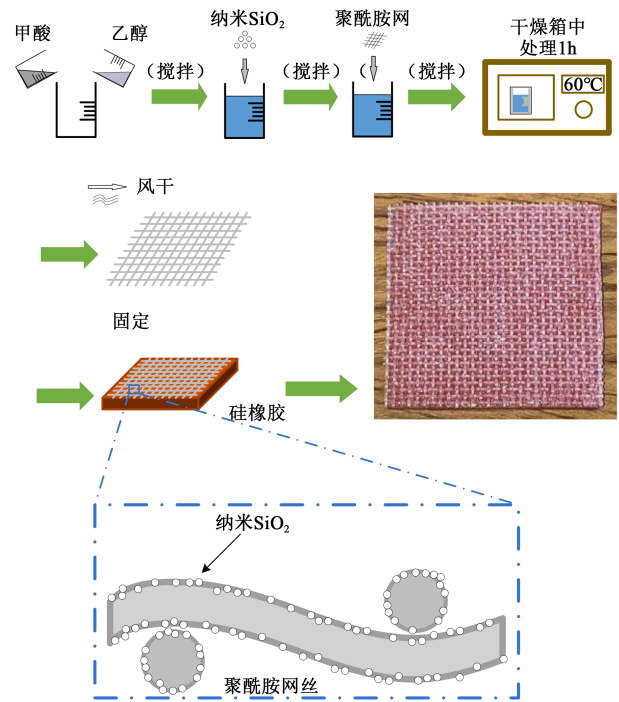 甲酸
乙醇
（搅拌）
纳米SiO₂
（搅拌）
聚酰胺网
（
（搅拌）
干燥箱中
处理1h
60℃
风干
固定
硅橡胶
纳米SiO₂
聚酰胺网丝